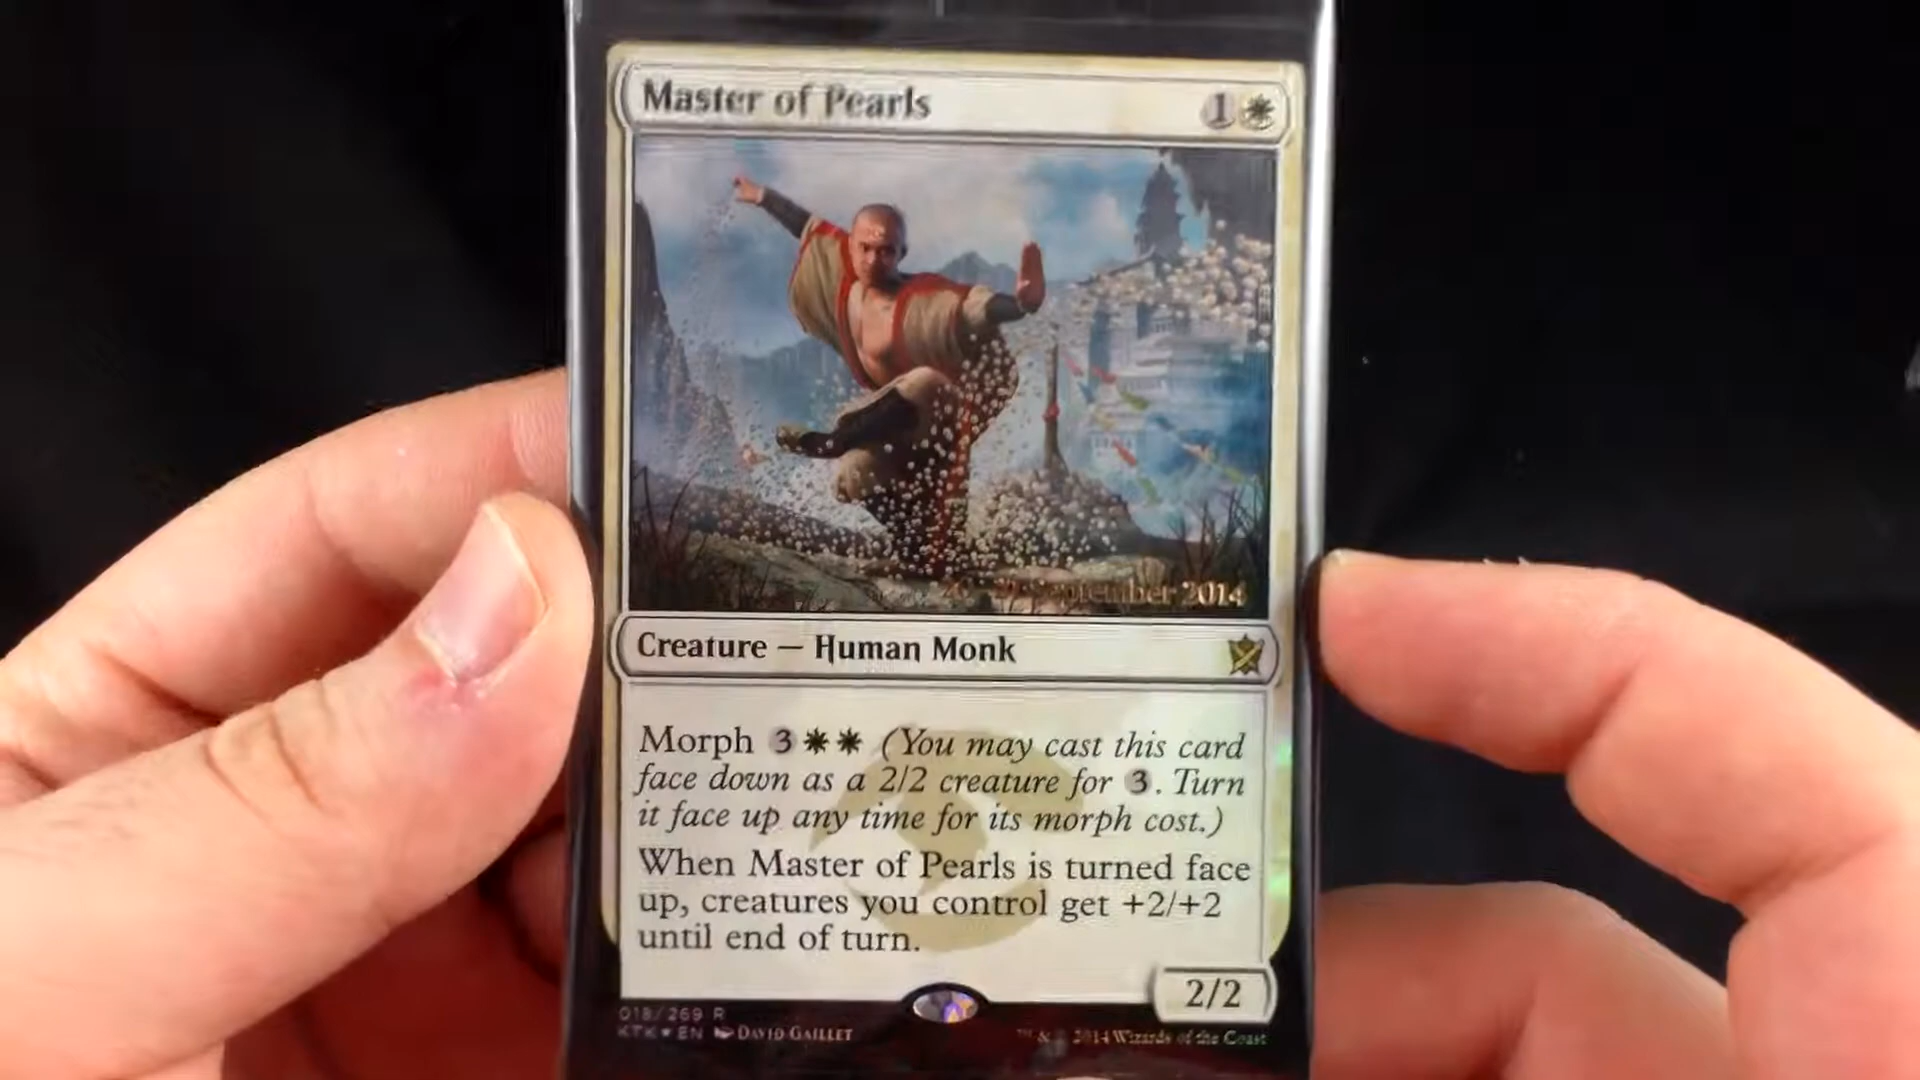 Master of Pearls 1
September 2014
Creature — Human Monk
Morph 3 (You may cast this card
face down as a 2/2 creature for 3. Turn
it face up any time for its morph cost.)
When Master of Pearls is turned face
up, creatures you control get +2/+2
until end of turn.
2/2
018/269 R
KTK★EN DAVID GAILLET
™ & © 2014 Wizards of the Coast